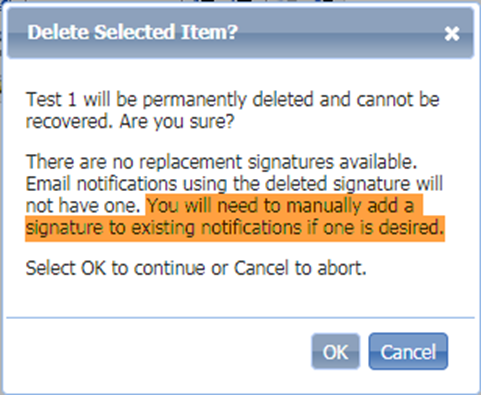 Delete Selected Item?
Test 1 will be permanently deleted and cannot be
recovered. Are you sure?
There are no replacement signatures available.
Email notifications using the deleted signature will
not have one. You will need to manually add a
signature to existing notifications if one is desired.
Select OK to continue or Cancel to abort.
OK Cancel